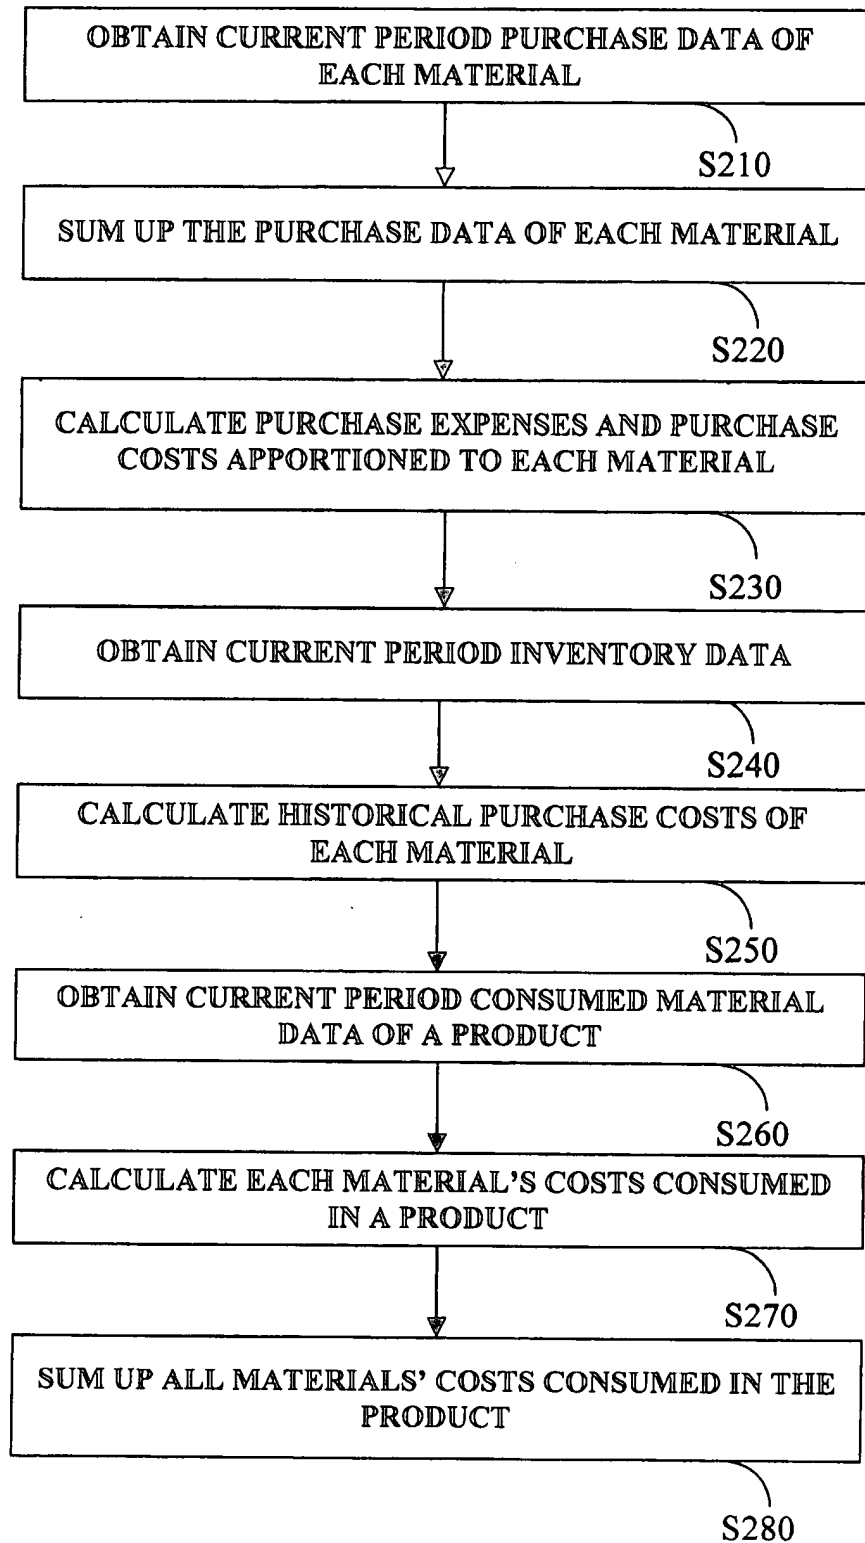 OBTAIN CURRENT PERIOD PURCHASE DATA OF
EACH MATERIAL
S210
SUM UP THE PURCHASE DATA OF EACH MATERIAL
S220
CALCULATE PURCHASE EXPENSES AND PURCHASE
COSTS APPORTIONED TO EACH MATERIAL
S230
OBTAIN CURRENT PERIOD INVENTORY DATA
S240
CALCULATE HISTORICAL PURCHASE COSTS OF
EACH MATERIAL
S250
OBTAIN CURRENT PERIOD CONSUMED MATERIAL
DATA OF A PRODUCT
S260
CALCULATE EACH MATERIAL'S COSTS CONSUMED
IN A PRODUCT
S270
SUM UP ALL MATERIALS' COSTS CONSUMED IN THE
PRODUCT
S280